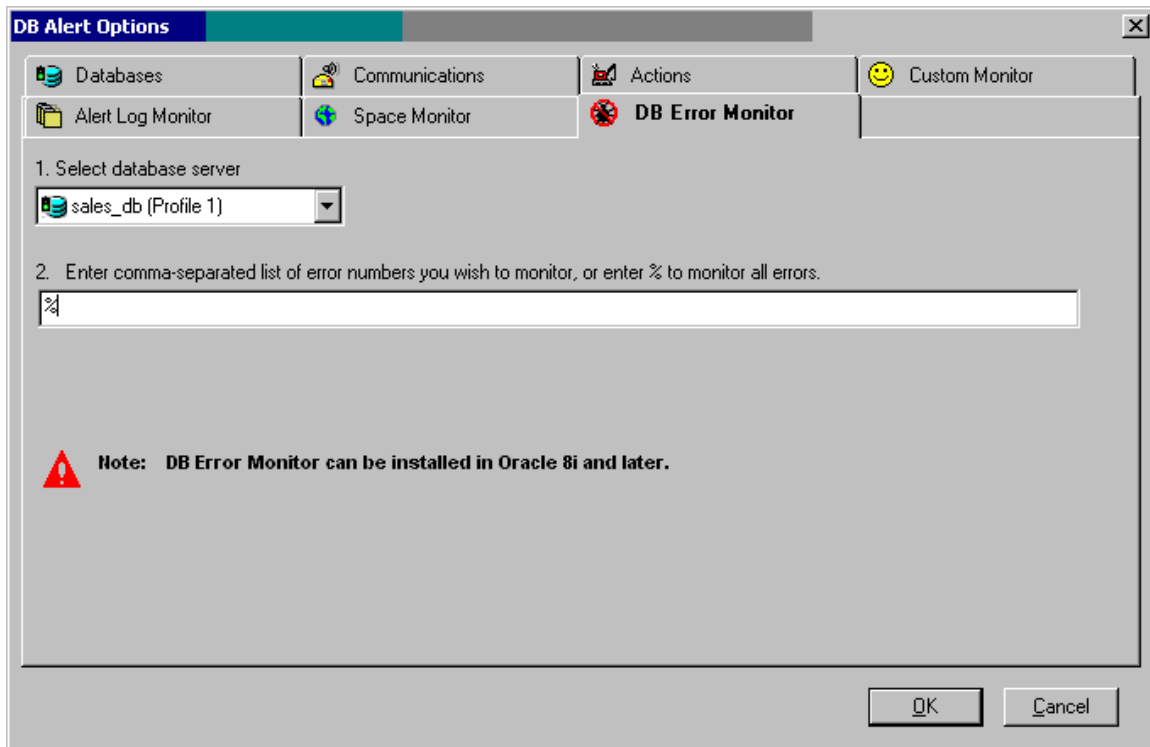 DB Alert Options
Databases
Communications
Actions
Custom Monitor
Alert Log Monitor
Space Monitor
DB Error Monitor
1. Select database server
sales_db (Profile 1)
2. Enter comma-separated list of error numbers you wish to monitor, or enter % to monitor all errors.
%
Note: DB Error Monitor can be installed in Oracle 8i and later.
OK
Cancel